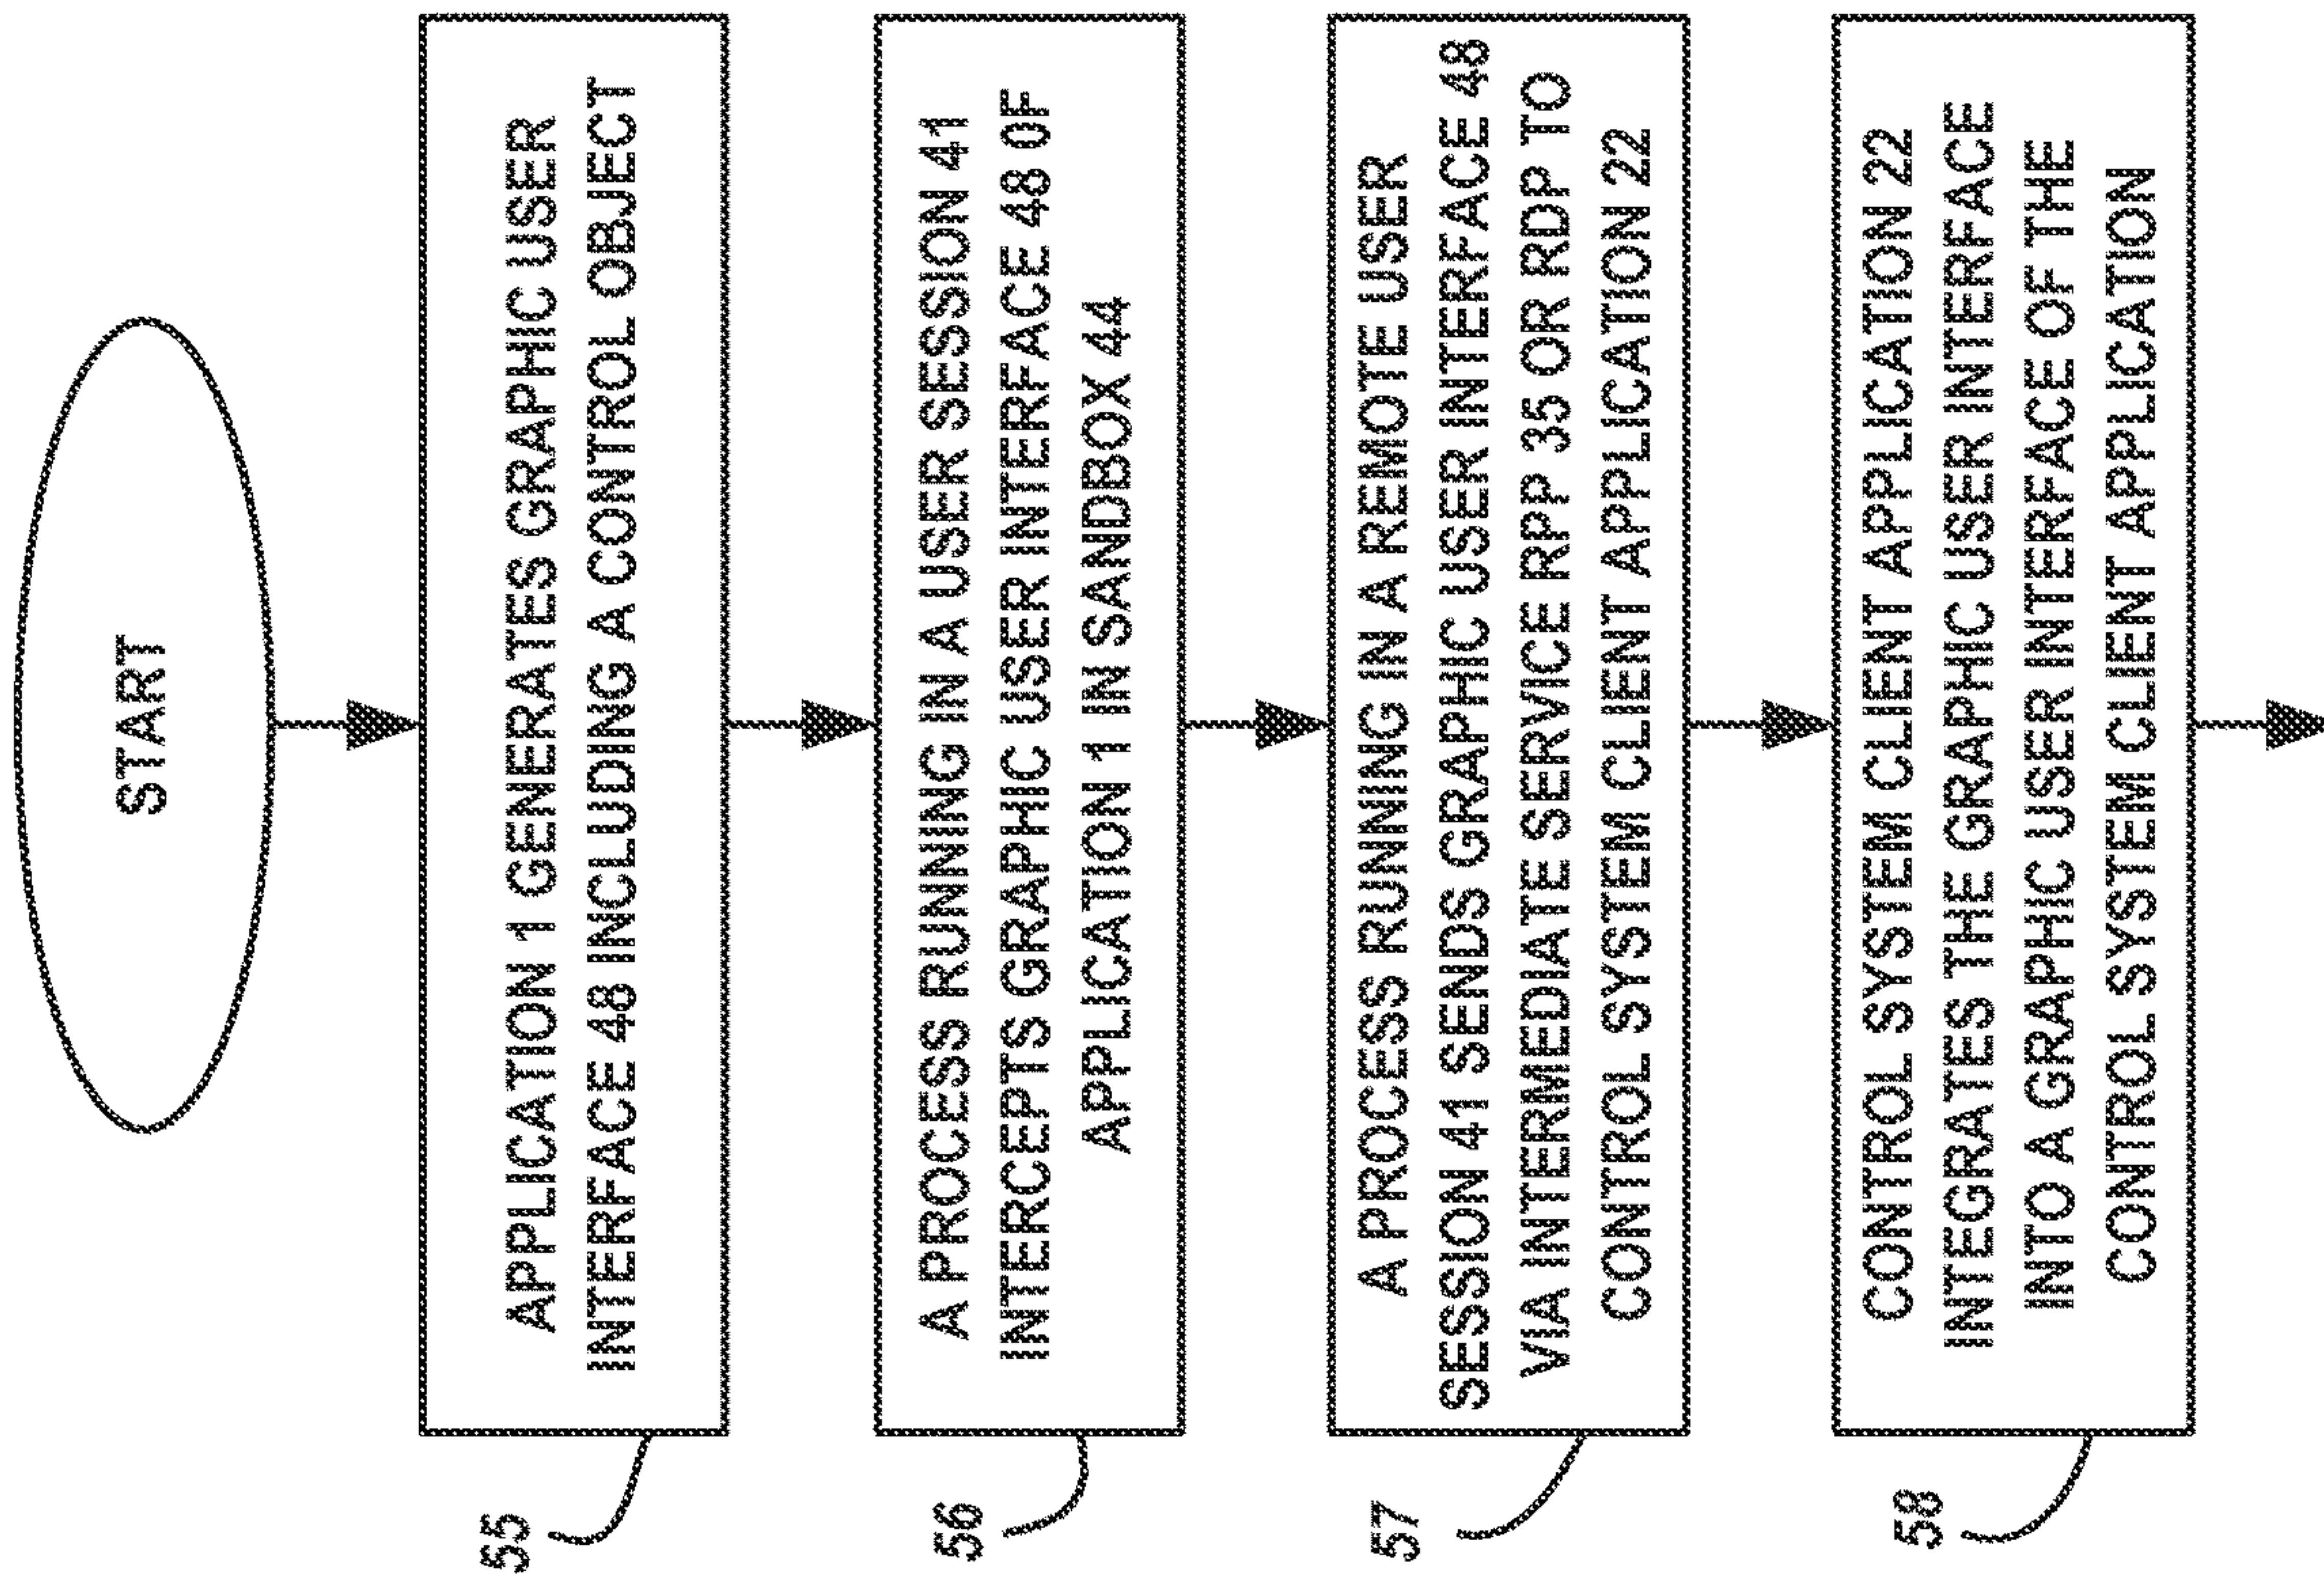 START
55
APPLICATION 1 GENERATES GRAPHIC USER
INTERFACE 48 INCLUDING A CONTROL OBJECT
56
A PROCESS RUNNING IN A USER SESSION 41
INTERCEPTS GRAPHIC USER INTERFACE 48 0F
APPLICATION 1 IN SANDBOX 44
57
A PROCESS RUNNING IN A REMOTE USER
SESSION 41 SENDS GRAPHIC USER INTERFACE 48
VIA INTERMEDIATE SERVICE RPP 35 OR RDP TO
CONTROL SYSTEM CLIENT APPLICATION 22
58
CONTROL SYSTEM CLIENT APPLICATION 22
INTEGRATES THE GRAPHIC USER INTERFACE
INTO A GRAPHIC USER INTERFACE OF THE
CONTROL SYSTEM CLIENT APPLICATION